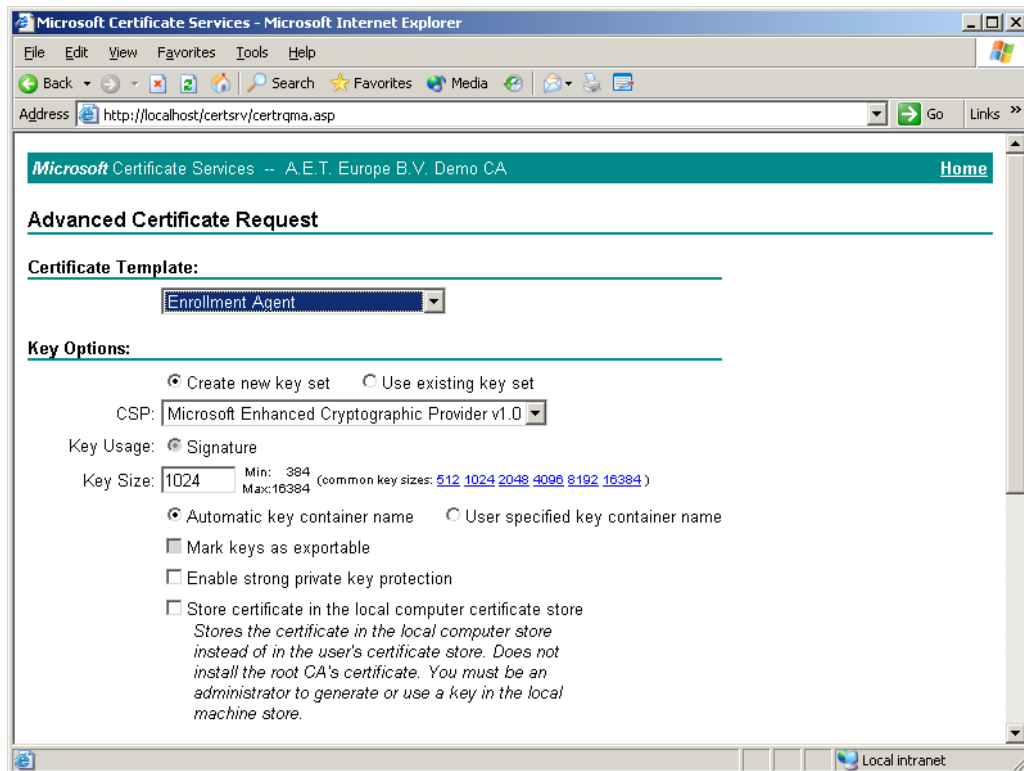 Microsoft Certificate Services - Microsoft Internet Explorer
File Edit View Favorites Tools Help
Back Search Favorites Media
Address http://localhost/certsrv/certrqma.asp Go Links »
Microsoft Certificate Services -- A.E.T. Europe B.V. Demo CA Home
Advanced Certificate Request
Certificate Template:
Enrollment Agent
Key Options:
Create new key set Use existing key set
CSP: Microsoft Enhanced Cryptographic Provider v1.0
Key Usage: Signature
Key Size: 1024 Min: 384 Max:16384 (common key sizes: 512 1024 2048 4096 8192 16384 )
Automatic key container name User specified key container name
Mark keys as exportable
Enable strong private key protection
Store certificate in the local computer certificate store
Stores the certificate in the local computer store
instead of in the user's certificate store. Does not
install the root CA's certificate. You must be an
administrator to generate or use a key in the local
machine store.
Local intranet